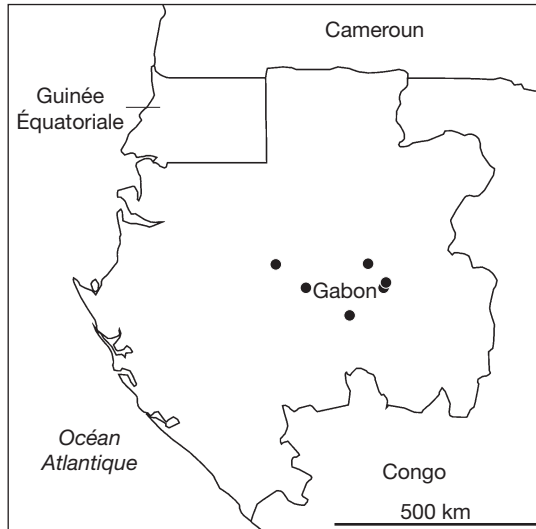 Cameroun
Guinée
Équatoriale
Gabon
Océan
Atlantique
Congo
500 km